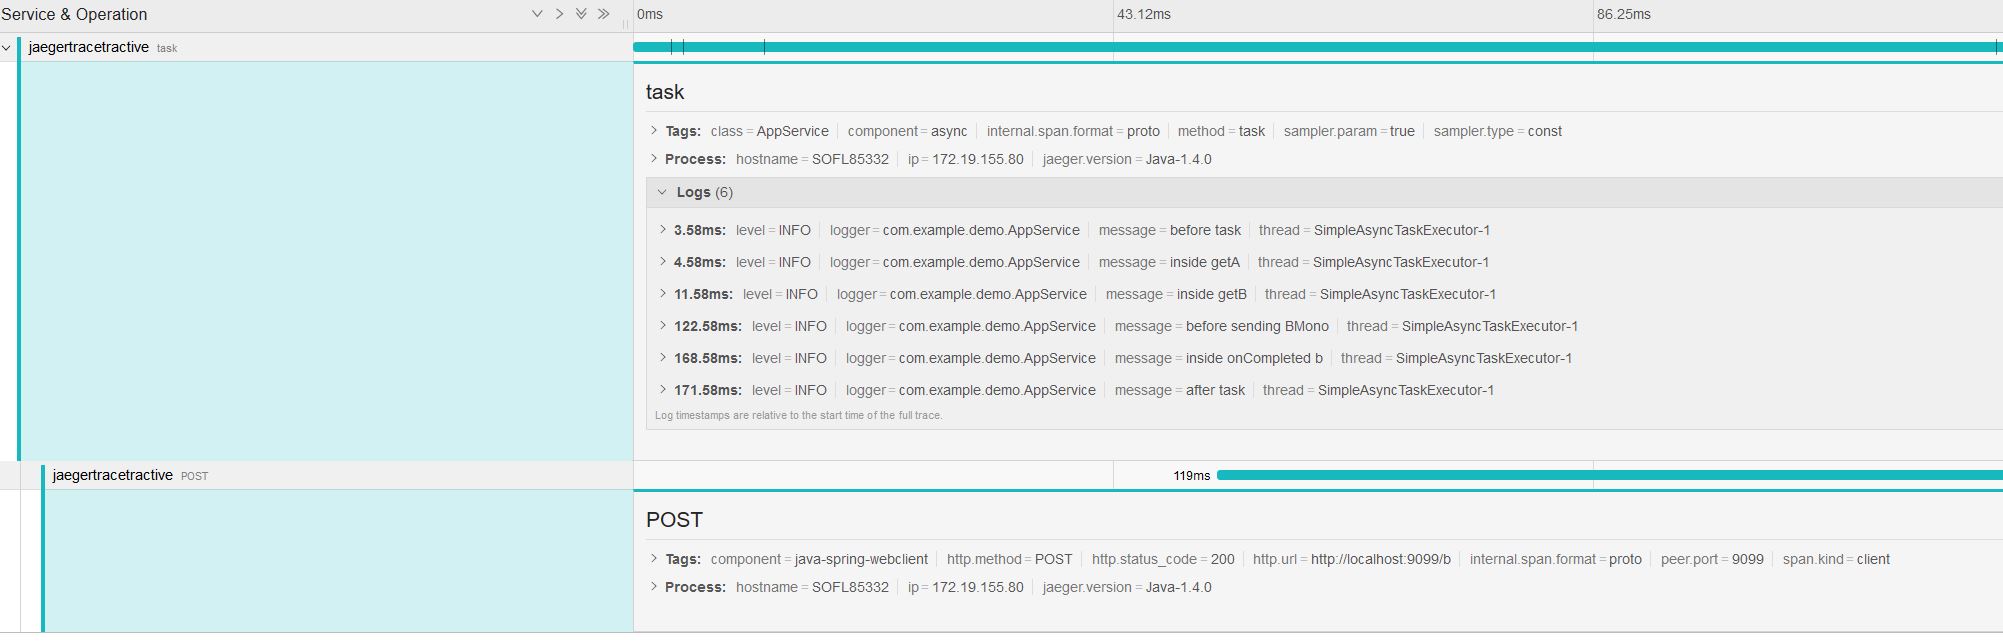 Service & Operation 0ms 43.12ms 86.25ms
jaegertracetractive task
task
Tags: class = AppService component = async internal.span.format = proto method = task sampler.param = true sampler.type = const
Process: hostname = SOFL85332 ip = 172.19.155.80 jaeger.version = Java-1.4.0
Logs (6)
3.58ms: level = INFO logger = com.example.demo.AppService message = before task thread = SimpleAsyncTaskExecutor-1
4.58ms: level = INFO logger = com.example.demo.AppService message = inside getA thread = SimpleAsyncTaskExecutor-1
11.58ms: level = INFO logger = com.example.demo.AppService message = inside getB thread = SimpleAsyncTaskExecutor-1
122.58ms: level = INFO logger = com.example.demo.AppService message = before sending BMono thread = SimpleAsyncTaskExecutor-1
168.58ms: level = INFO logger = com.example.demo.AppService message = inside onCompleted b thread = SimpleAsyncTaskExecutor-1
171.58ms: level = INFO logger = com.example.demo.AppService message = after task thread = SimpleAsyncTaskExecutor-1
Log timestamps are relative to the start time of the full trace.
jaegertracetractive POST 119ms
POST
Tags: component = java-spring-webclient http.method = POST http.status_code = 200 http.url = http://localhost:9099/b internal.span.format = proto peer.port = 9099 span.kind = client
Process: hostname = SOFL85332 ip = 172.19.155.80 jaeger.version = Java-1.4.0